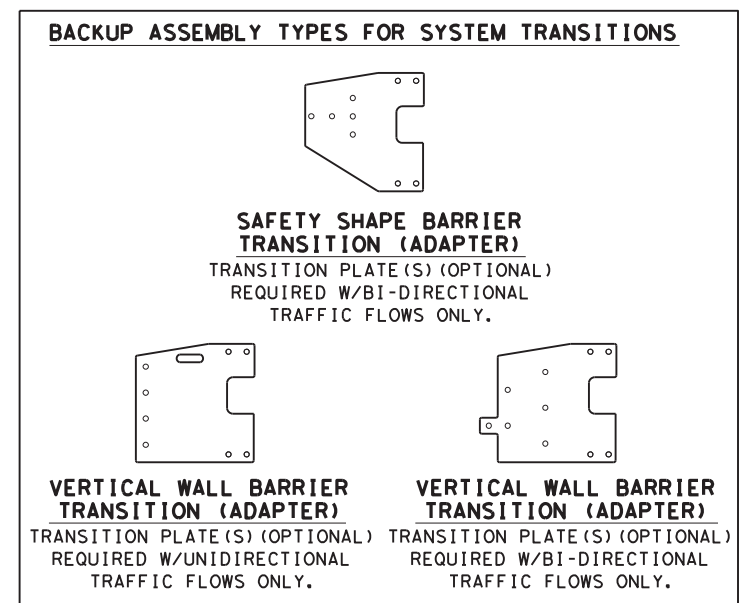 BACKUP ASSEMBLY TYPES FOR SYSTEM TRANSITIONS
SAFETY SHAPE BARRIER
TRANSITION (ADAPTER)
TRANSITION PLATE(S)(OPTIONAL)
REQUIRED W/BI-DIRECTIONAL
TRAFFIC FLOWS ONLY.
VERTICAL WALL BARRIER
TRANSITION (ADAPTER)
TRANSITION PLATE(S)(OPTIONAL)
REQUIRED W/UNIDIRECTIONAL
TRAFFIC FLOWS ONLY.
VERTICAL WALL BARRIER
TRANSITION (ADAPTER)
TRANSITION PLATE(S)(OPTIONAL)
REQUIRED W/BI-DIRECTIONAL
TRAFFIC FLOWS ONLY.